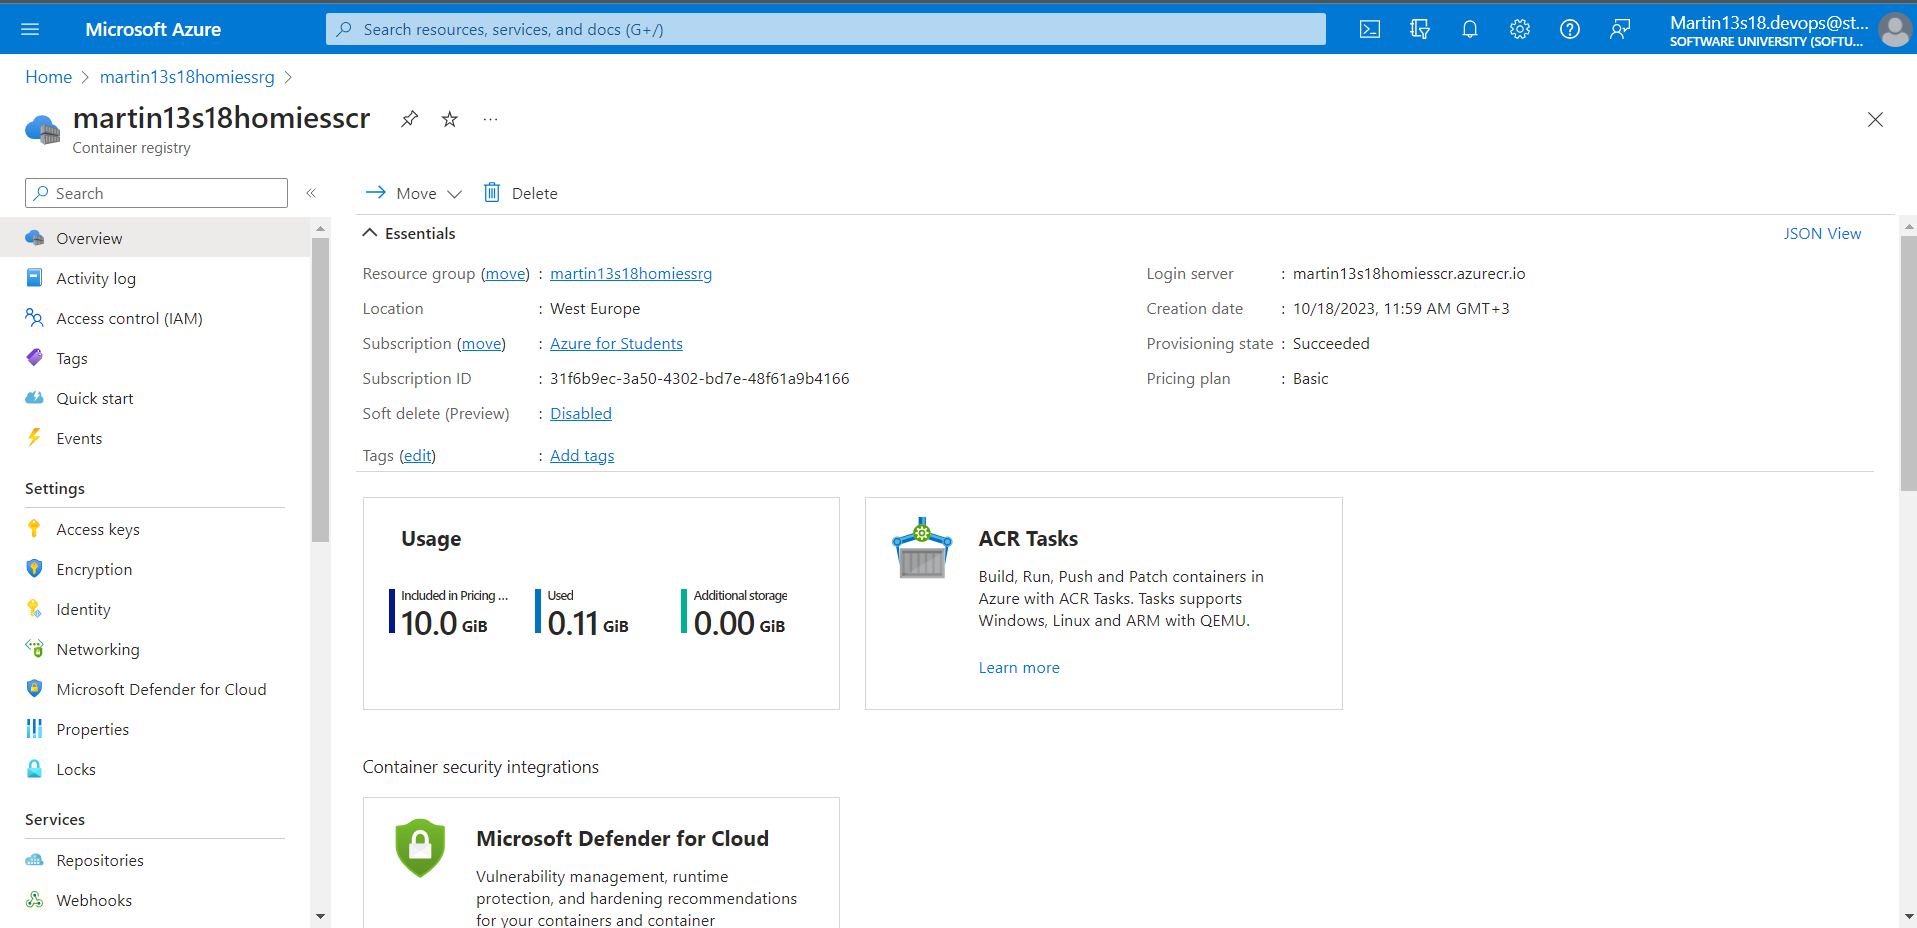 Microsoft Azure
Search resources, services, and docs (G+/)
Martin13s18.devops@st...
SOFTWARE UNIVERSITY (SOFTU...
Home > martin13s18homiessrg >
martin13s18homiesscr
Container registry
Search
«
Overview
Activity log
Access control (IAM)
Tags
Quick start
Events
Settings
Access keys
Encryption
Identity
Networking
Microsoft Defender for Cloud
Properties
Locks
Services
Repositories
Webhooks
Move
Delete
Essentials
JSON View
Resource group (move) : martin13s18homiessrg
Location : West Europe
Subscription (move) : Azure for Students
Subscription ID : 31f6b9ec-3a50-4302-bd7e-48f61a9b4166
Soft delete (Preview) : Disabled
Tags (edit) : Add tags
Login server : martin13s18homiesscr.azurecr.io
Creation date : 10/18/2023, 11:59 AM GMT+3
Provisioning state : Succeeded
Pricing plan : Basic
Usage
Included in Pricing ...
10.0 GiB
Used
0.11 GiB
Additional storage
0.00 GiB
ACR Tasks
Build, Run, Push and Patch containers in
Azure with ACR Tasks. Tasks supports
Windows, Linux and ARM with QEMU.
Learn more
Container security integrations
Microsoft Defender for Cloud
Vulnerability management, runtime
protection, and hardening recommendations
for your containers and container